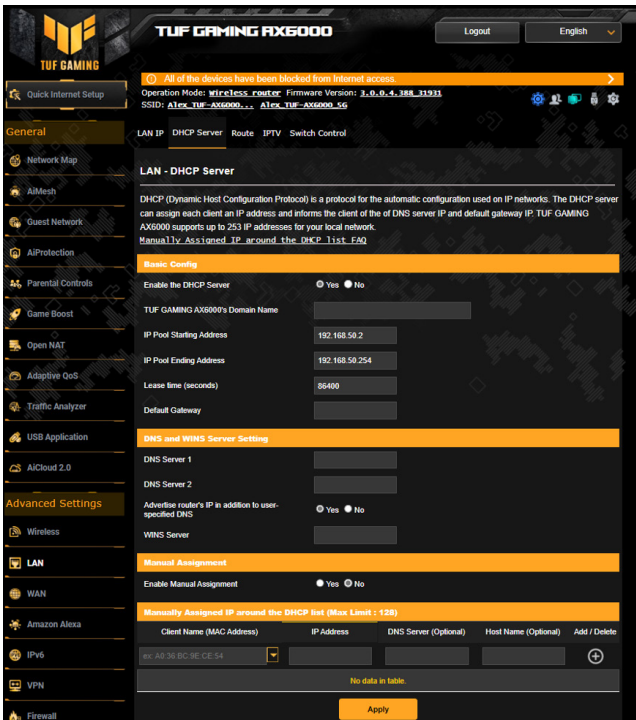 TUF GAMING
TUF GAMING AX6000
Logout
English
Quick Internet Setup
All of the devices have been blocked from Internet access.
Operation Mode: Wireless router Firmware Version: 3.0.0.4.388_31931
SSID: Alex_TUF-AX6000... Alex_TUF-AX6000_5G
General
Network Map
AiMesh
Guest Network
AiProtection
Parental Controls
Game Boost
Open NAT
Adaptive QoS
Traffic Analyzer
USB Application
AiCloud 2.0
Advanced Settings
Wireless
LAN
WAN
Amazon Alexa
IPv6
VPN
Firewall
LAN IP DHCP Server Route IPTV Switch Control
LAN - DHCP Server
DHCP (Dynamic Host Configuration Protocol) is a protocol for the automatic configuration used on IP networks. The DHCP server
can assign each client an IP address and informs the client of the of DNS server IP and default gateway IP. TUF GAMING
AX6000 supports up to 253 IP addresses for your local network.
Manually Assigned IP around the DHCP list FAQ
Basic Config
Enable the DHCP Server Yes No
TUF GAMING AX6000's Domain Name
IP Pool Starting Address 192.168.50.2
IP Pool Ending Address 192.168.50.254
Lease time (seconds) 86400
Default Gateway
DNS and WINS Server Setting
DNS Server 1
DNS Server 2
Advertise router's IP in addition to user-
specified DNS Yes No
WINS Server
Manual Assignment
Enable Manual Assignment Yes No
Manually Assigned IP around the DHCP list (Max Limit : 128)
Client Name (MAC Address) IP Address DNS Server (Optional) Host Name (Optional) Add / Delete
ex: A0:36:BC:9E:CE:54
No data in table.
Apply